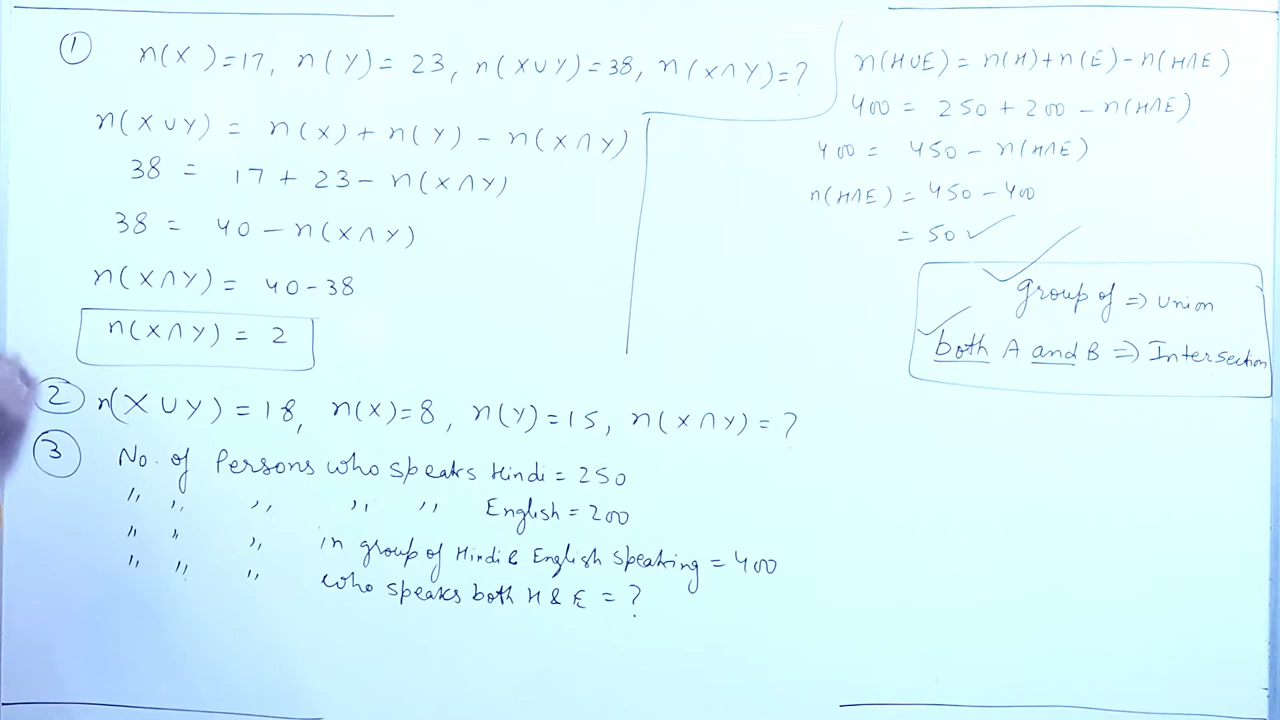 ① n(X)=17, n(Y)=23, n(X∪Y)=38, n(X∩Y)=?
n(X∪Y) = n(X)+n(Y)-n(X∩Y)
38 = 17+23-n(X∩Y)
38 = 40-n(X∩Y)
n(X∩Y) = 40-38
n(X∩Y) = 2
n(H∪E) = n(H)+n(E)-n(H∩E)
400 = 250+200-n(H∩E)
400 = 450-n(H∩E)
n(H∩E) = 450-400
= 50 ✓
✓ group of => Union
✓ both A and B => Intersection
② n(X∪Y)=18, n(X)=8, n(Y)=15, n(X∩Y)=?
③ No. of Persons who speaks Hindi = 250
〃 〃 〃 〃 〃 English = 200
〃 〃 〃 in group of Hindi & English speaking = 400
〃 〃 〃 who speaks both H & E = ?